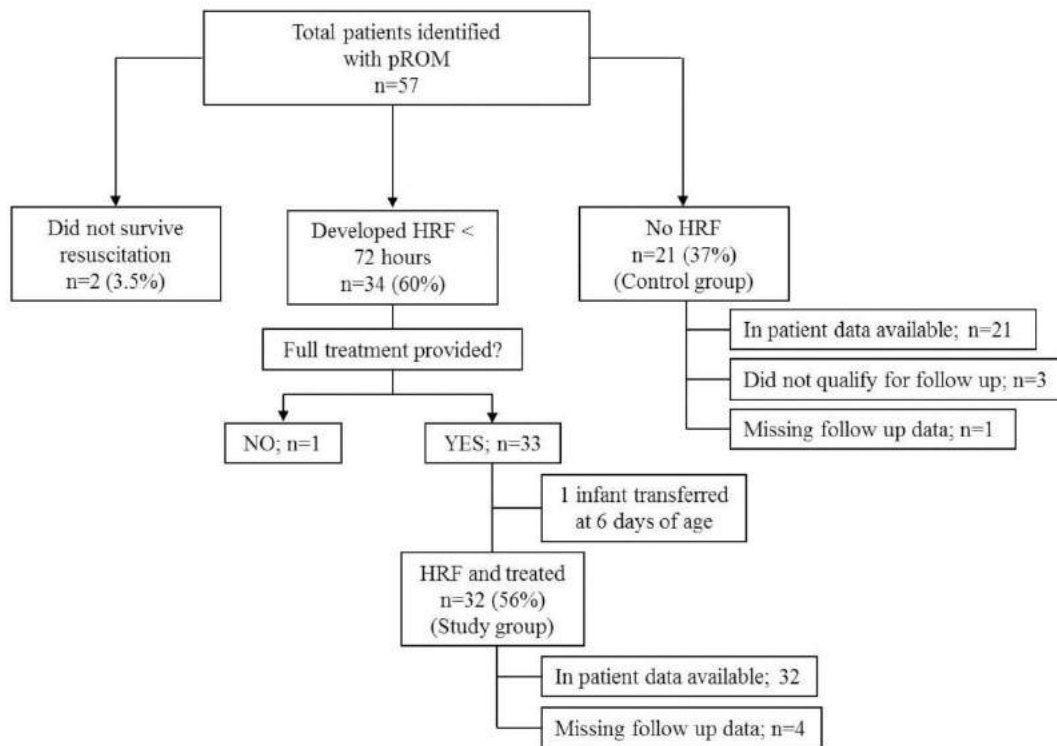 Total patients identified
with pROM
n=57
Did not survive
resuscitation
n=2 (3.5%)
Developed HRF <
72 hours
n=34 (60%)
No HRF
n=21 (37%)
(Control group)
In patient data available; n=21
Did not qualify for follow up; n=3
Missing follow up data; n=1
Full treatment provided?
NO; n=1
YES; n=33
1 infant transferred
at 6 days of age
HRF and treated
n=32 (56%)
(Study group)
In patient data available; 32
Missing follow up data; n=4